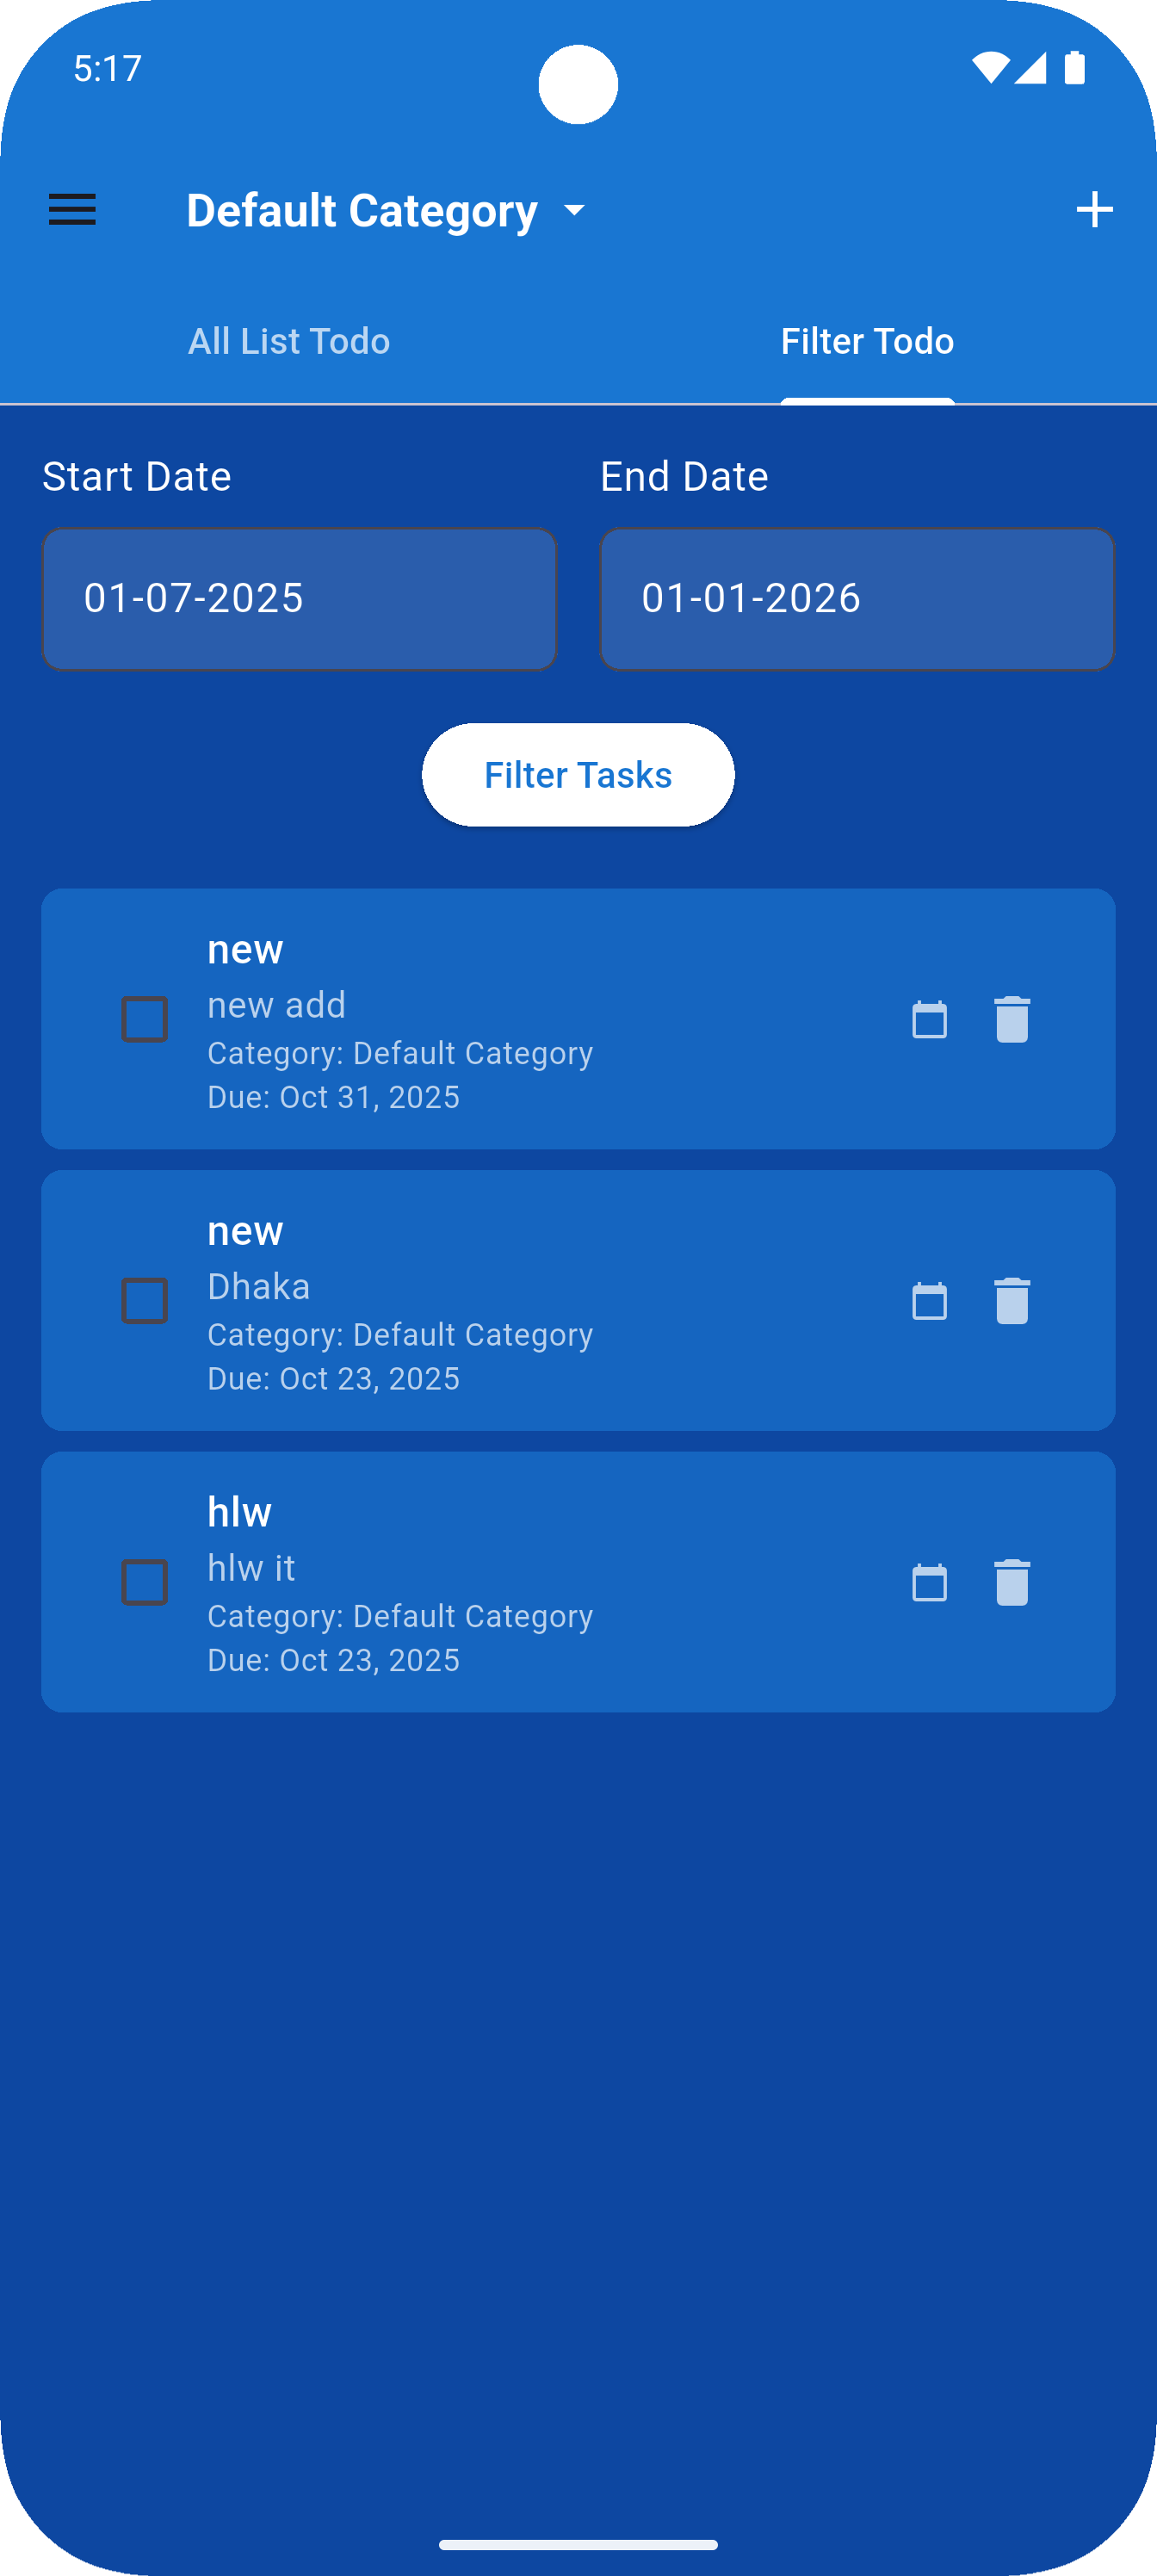 5:17
Default Category
All List Todo
Filter Todo
Start Date
End Date
01-07-2025
01-01-2026
Filter Tasks
new
new add
Category: Default Category
Due: Oct 31, 2025
new
Dhaka
Category: Default Category
Due: Oct 23, 2025
hlw
hlw it
Category: Default Category
Due: Oct 23, 2025